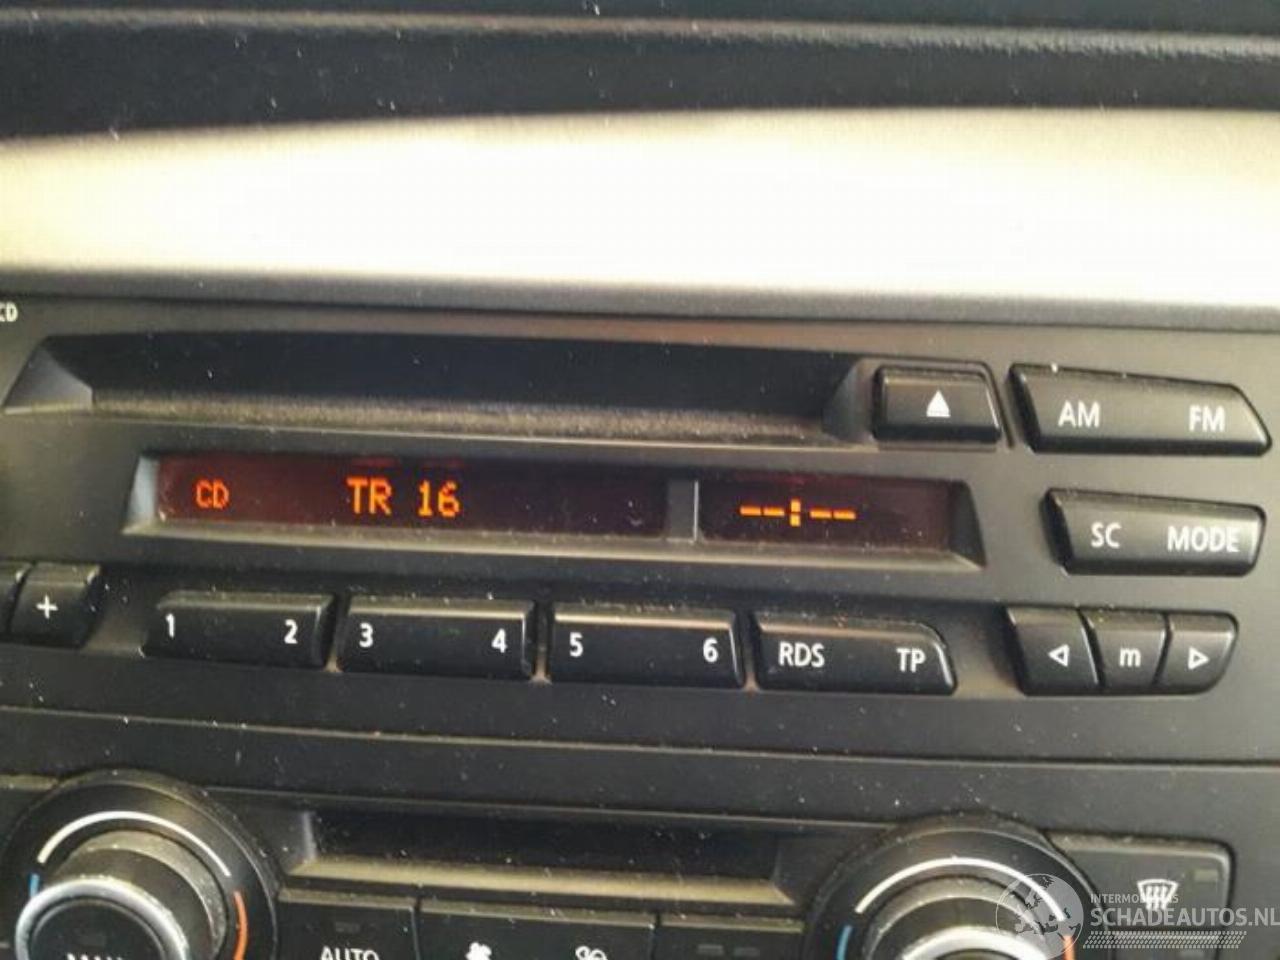 CD
AM FM
CD TR 16 --:--
SC MODE
+ 1 2 3 4 5 6 RDS TP m
AUTO
INTERMOBILES
SCHADEAUTOS.NL